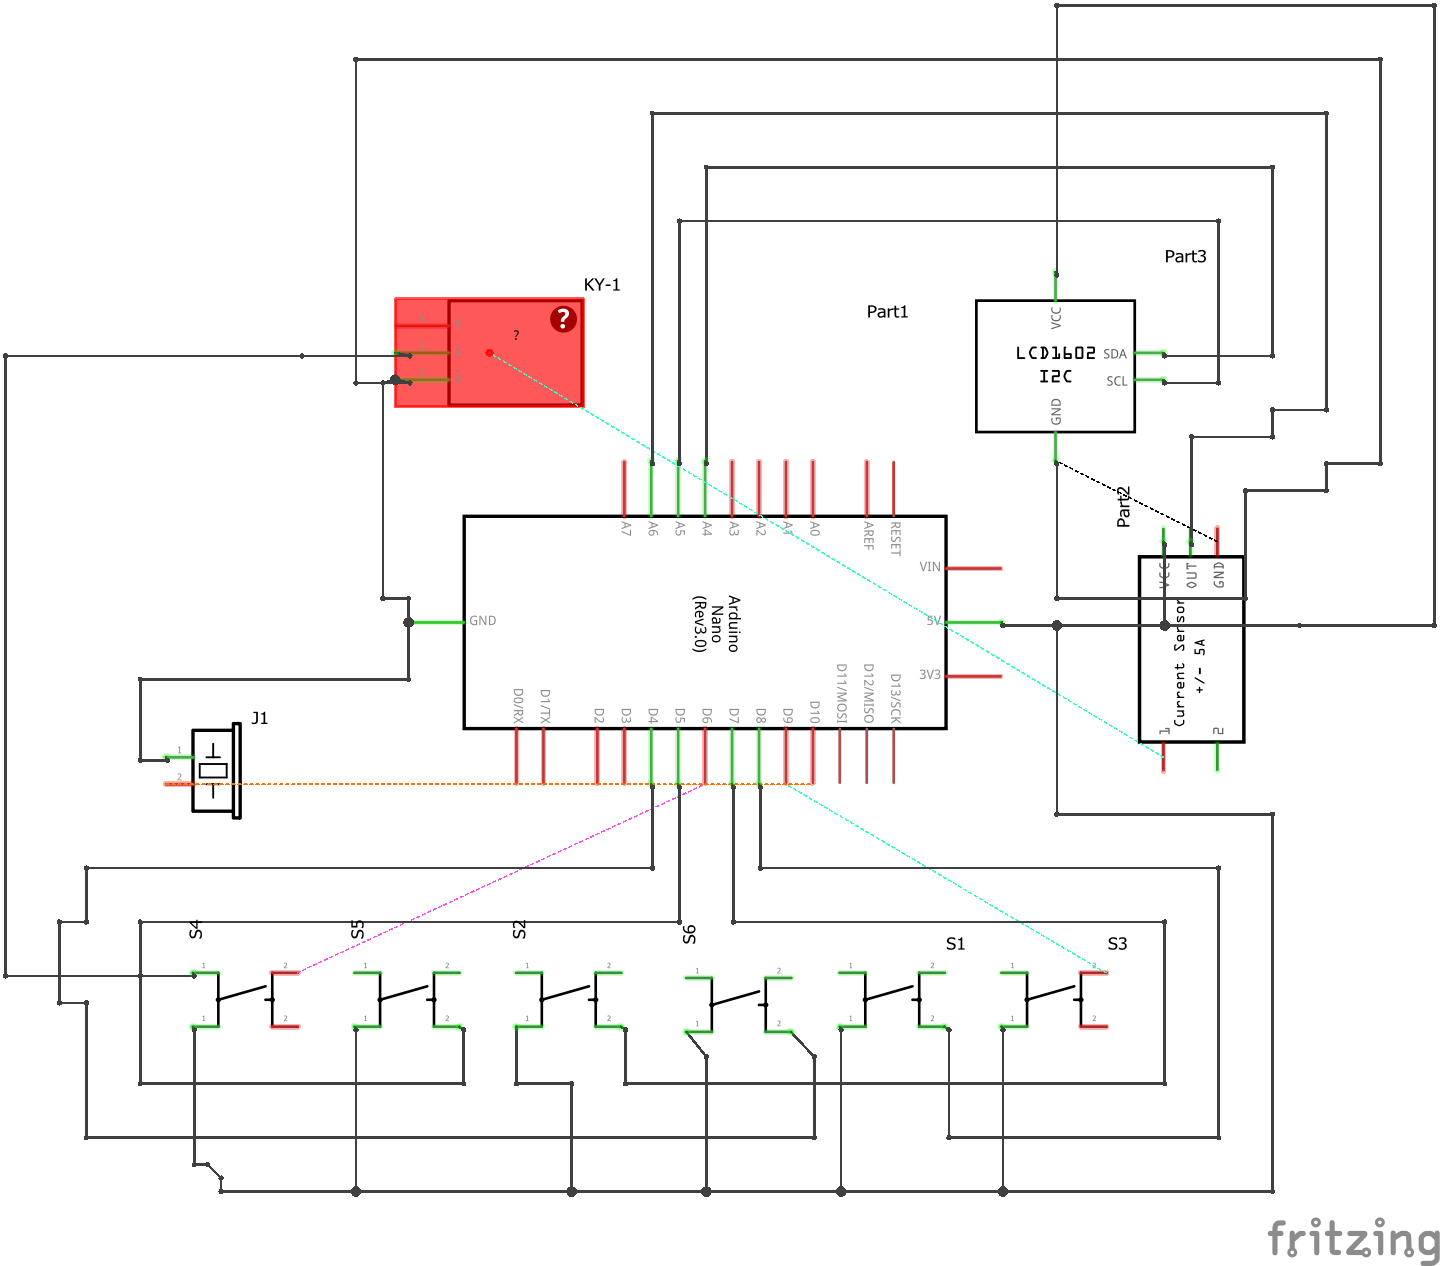 Part3
KY-1
Part1
?
?
VCC
LCD1602
I2C
SDA
SCL
GND
Part2
A7
A6
A5
A4
A3
A2
A1
A0
AREF
RESET
VIN
5V
3V3
GND
Arduino
Nano
(Rev3.0)
D0/RX
D1/TX
D2
D3
D4
D5
D6
D7
D8
D9
D10
D11/MOSI
D12/MISO
D13/SCK
VCC
OUT
GND
Current Sensor
+/- 5A
1
2
J1
1
2
S4
S5
S2
S6
S1
S3
1
2
1
2
1
2
1
2
1
2
1
2
1
2
1
2
1
2
1
2
1
2
1
2
fritzing